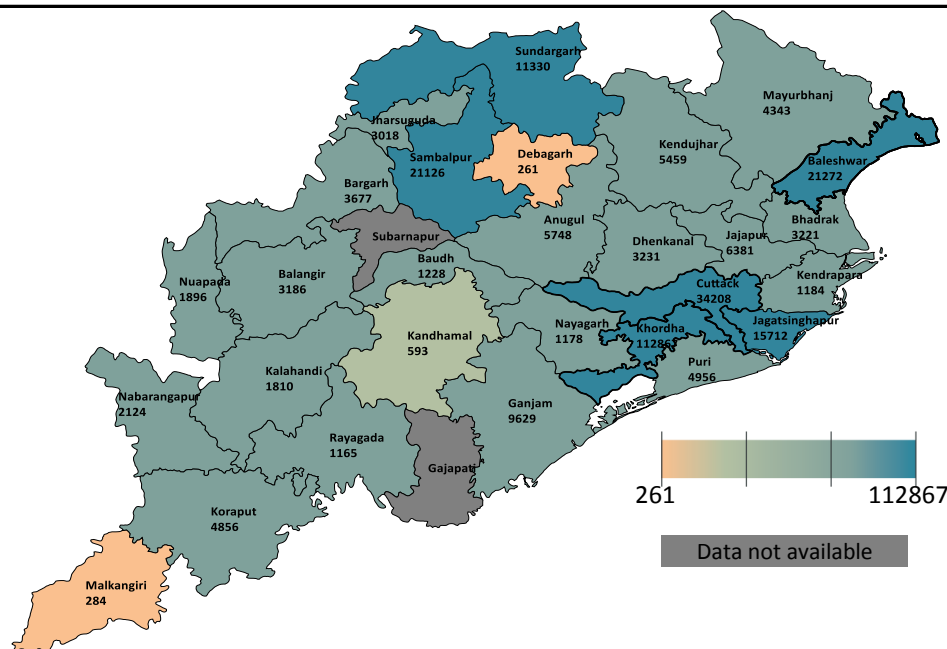 Sundargarh
11330
Mayurbhanj
4343
Jharsuguda
3018
Sambalpur
21126
Debagarh
261
Kendujhar
5459
Baleshwar
21272
Bargarh
3677
Anugul
5748
Subarnapur
Dhenkanal
3231
Jajapur
6381
Bhadrak
3221
Baudh
1228
Balangir
3186
Nuapada
1896
Cuttack
34208
Kendrapara
1184
Kandhamal
593
Nayagarh
1178
Khordha
112867
Jagatsinghapur
15712
Puri
4956
Kalahandi
1810
Nabarangapur
2124
Ganjam
9629
Rayagada
1165
Gajapati
Koraput
4856
Malkangiri
284
261
112867
Data not available